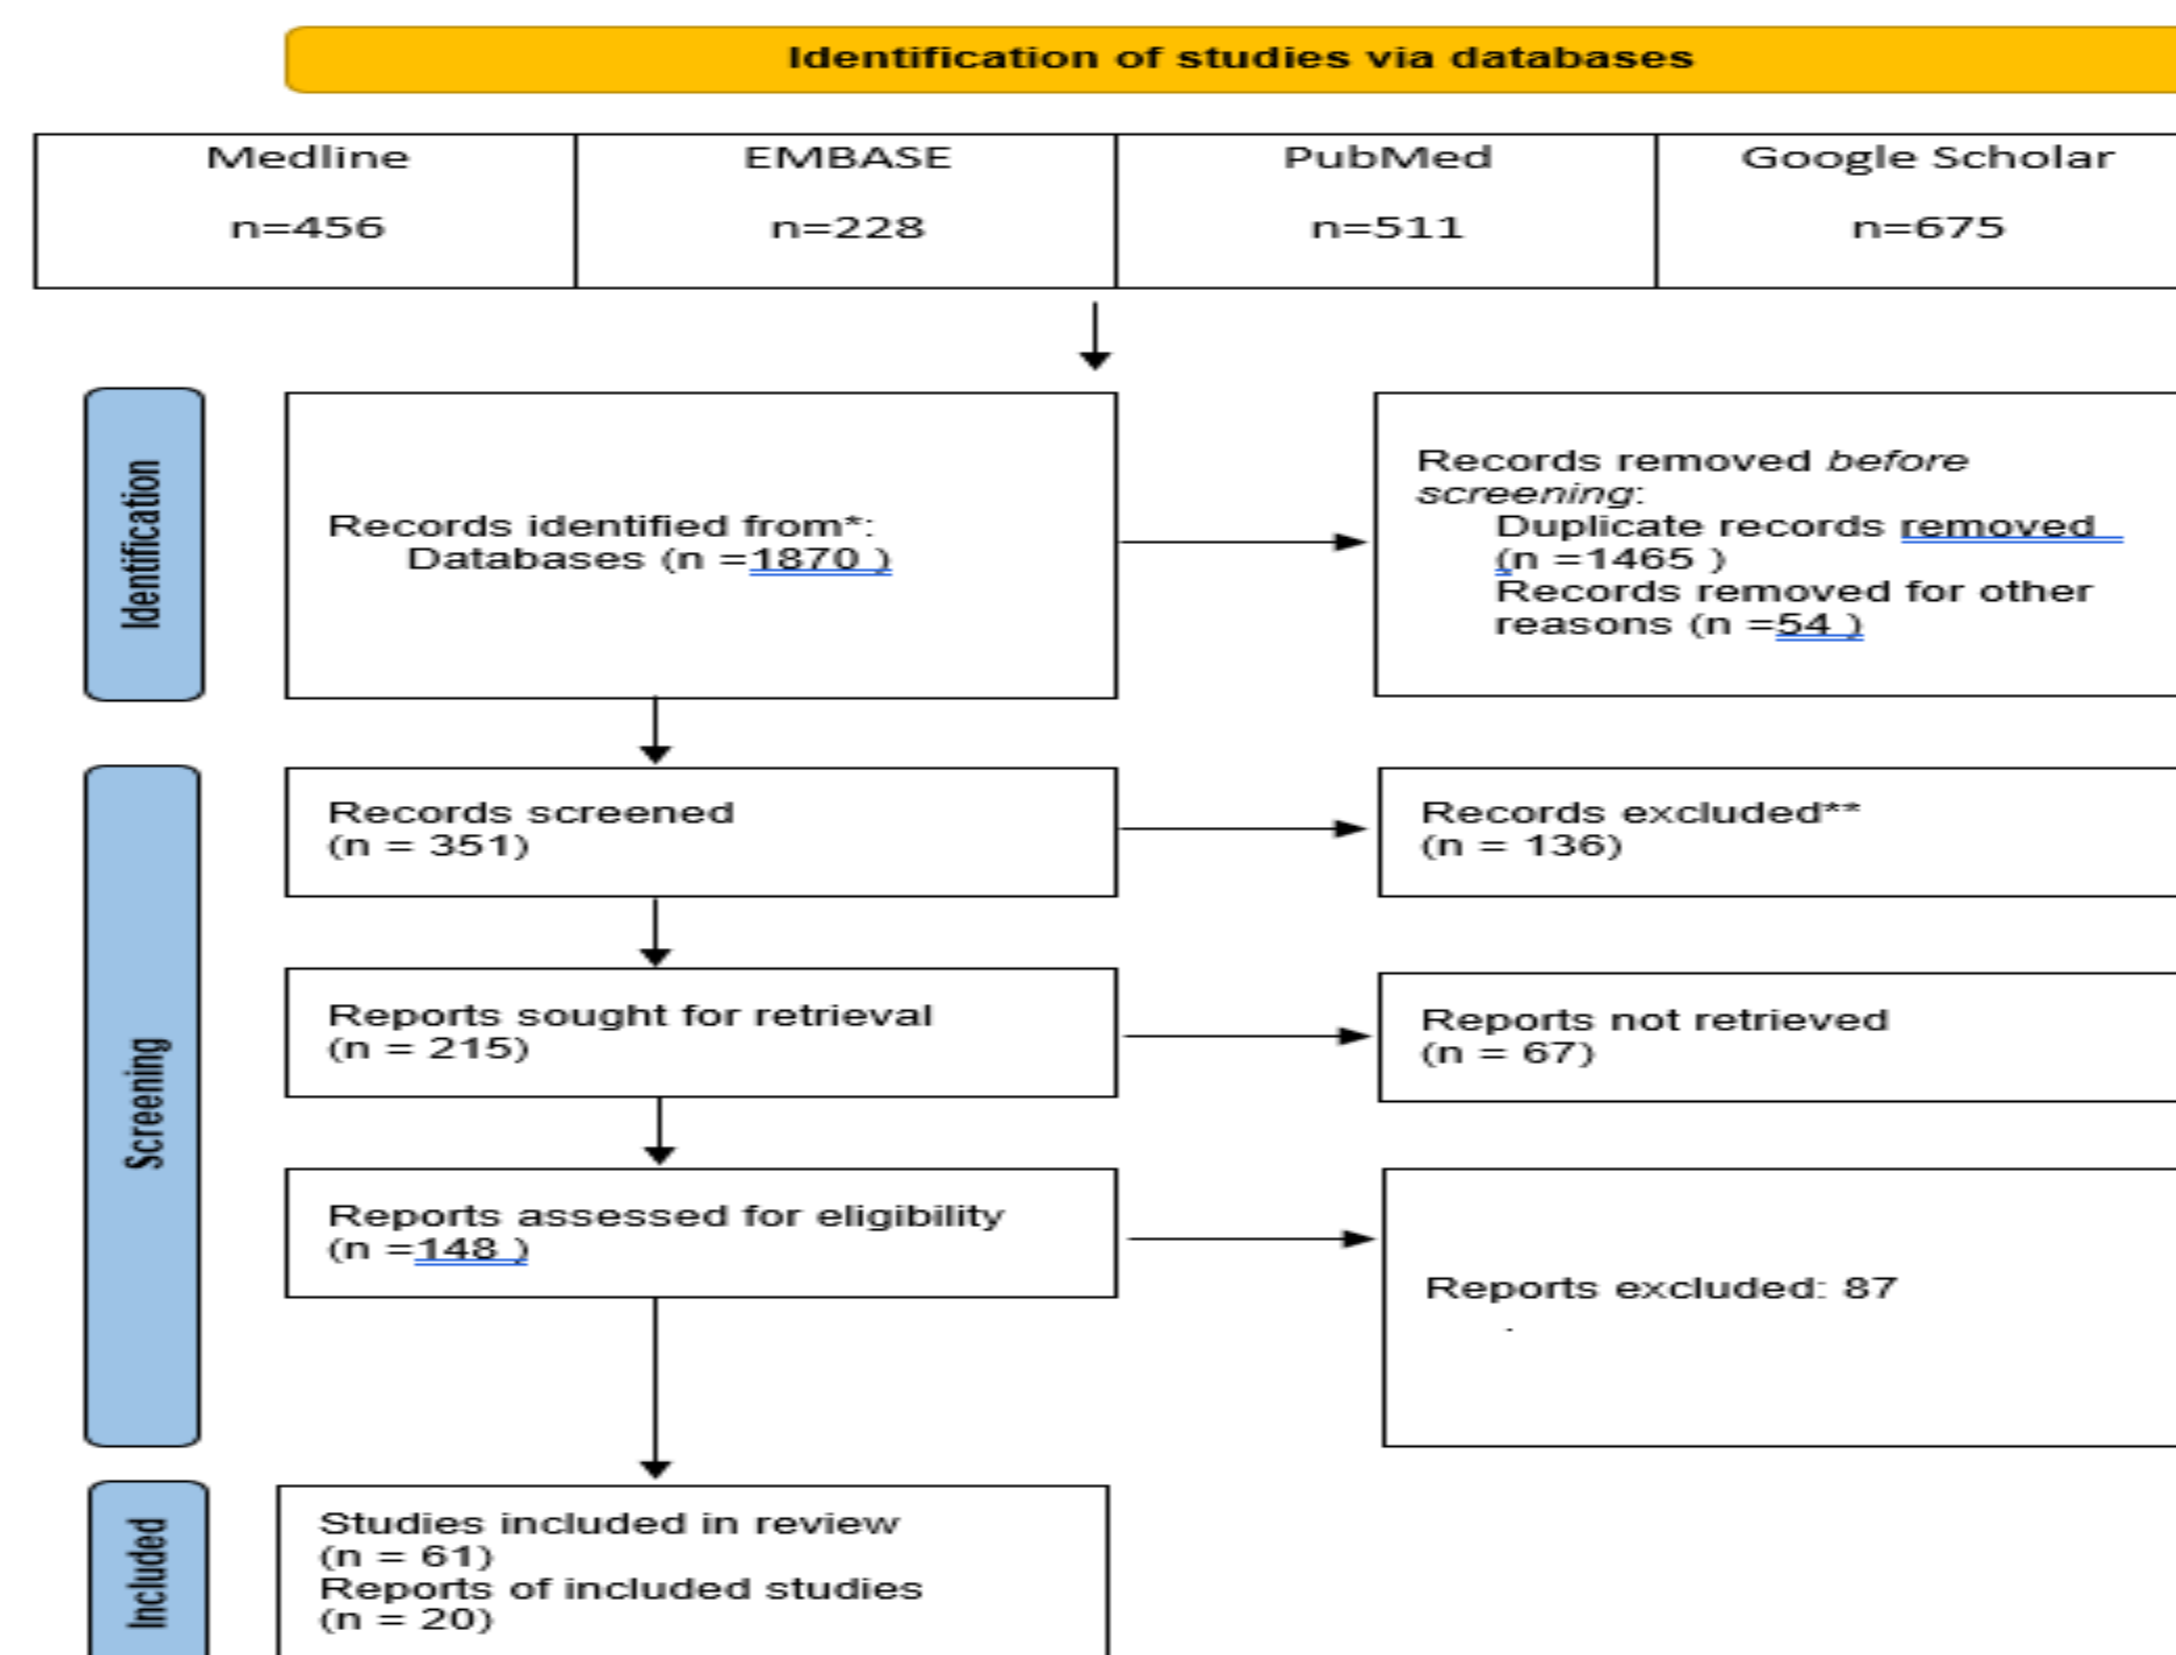 Identification of studies via databases
Medline
n=456
EMBASE
n=228
PubMed
n=511
Google Scholar
n=675
Identification
Records identified from*:
Databases (n =1870 )
Records removed before
screening:
Duplicate records removed
(n =1465 )
Records removed for other
reasons (n =54 )
Screening
Records screened
(n = 351)
Records excluded**
(n = 136)
Reports sought for retrieval
(n = 215)
Reports not retrieved
(n = 67)
Reports assessed for eligibility
(n =148 )
Reports excluded: 87
.
Included
Studies included in review
(n = 61)
Reports of included studies
(n = 20)